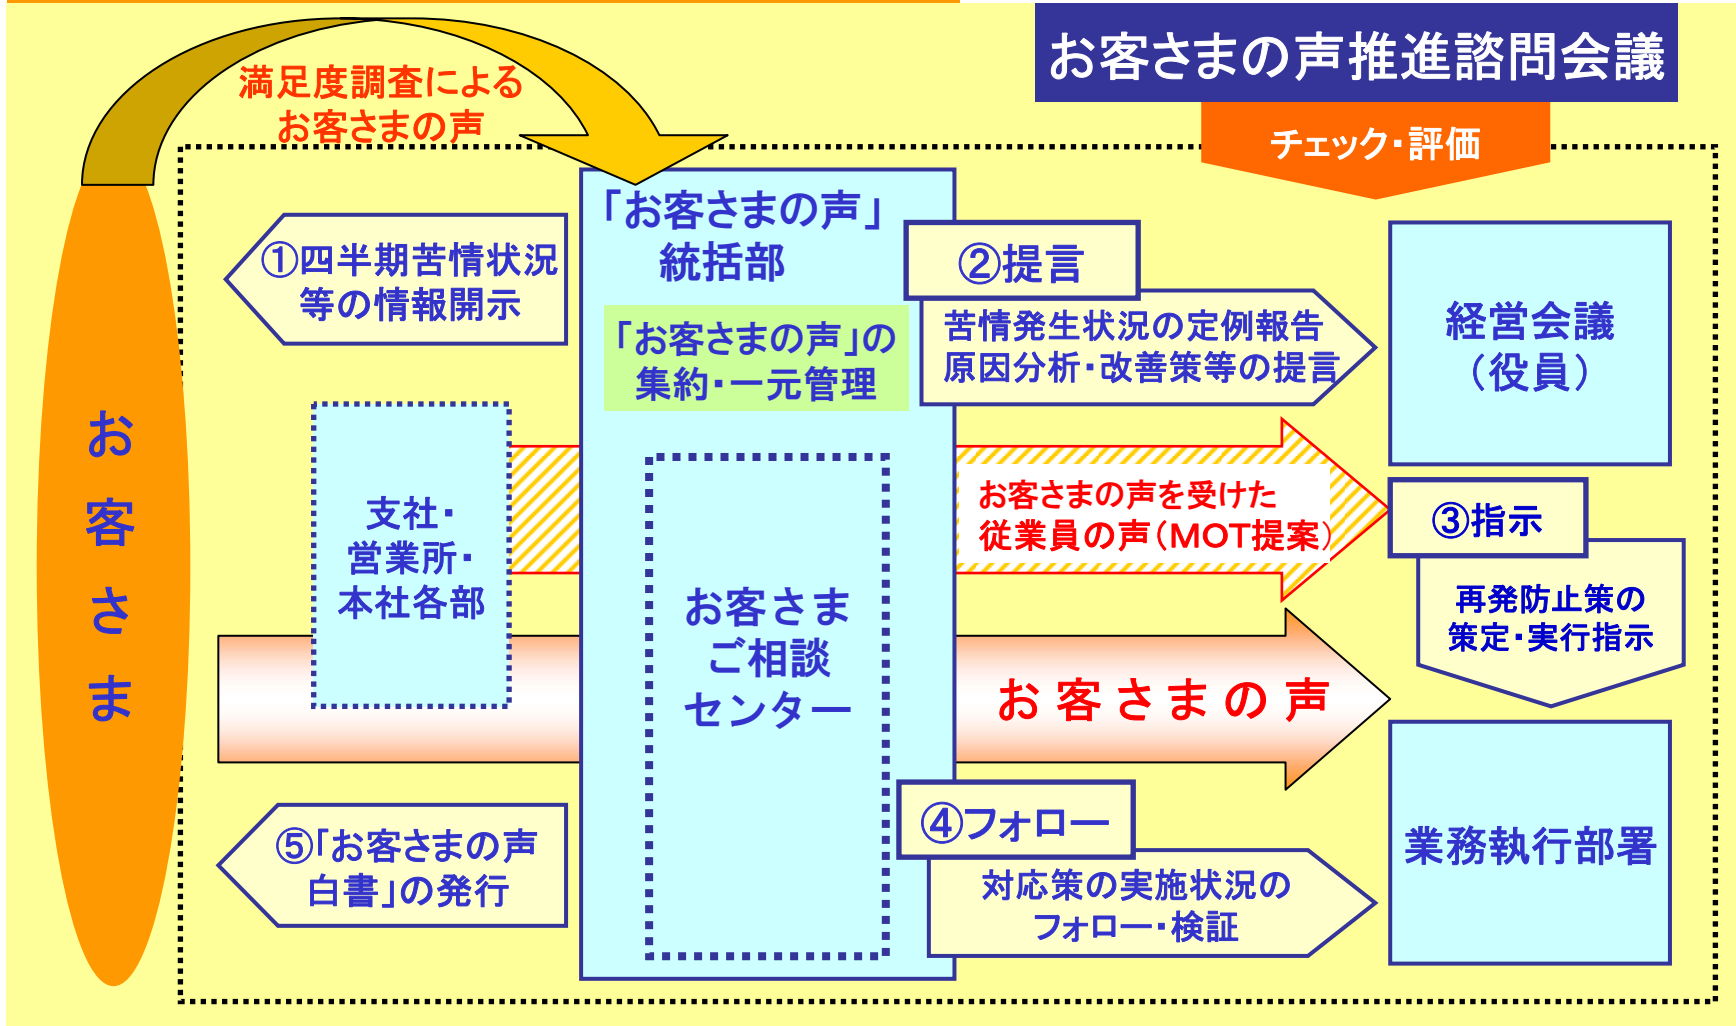 お客さまの声推進諮問会議
チェック・評価
満足度調査による
お客さまの声
お客さま
①四半期苦情状況
等の情報開示
「お客さまの声」
統括部
「お客さまの声」の
集約・一元管理
②提言
苦情発生状況の定例報告
原因分析・改善策等の提言
経営会議
（役員）
支社・
営業所・
本社各部
お客さまの声を受けた
従業員の声（MOT提案）
③指示
再発防止策の
策定・実行指示
お客さま
ご相談
センター
お客さまの声
④フォロー
対応策の実施状況の
フォロー・検証
業務執行部署
⑤「お客さまの声
白書」の発行